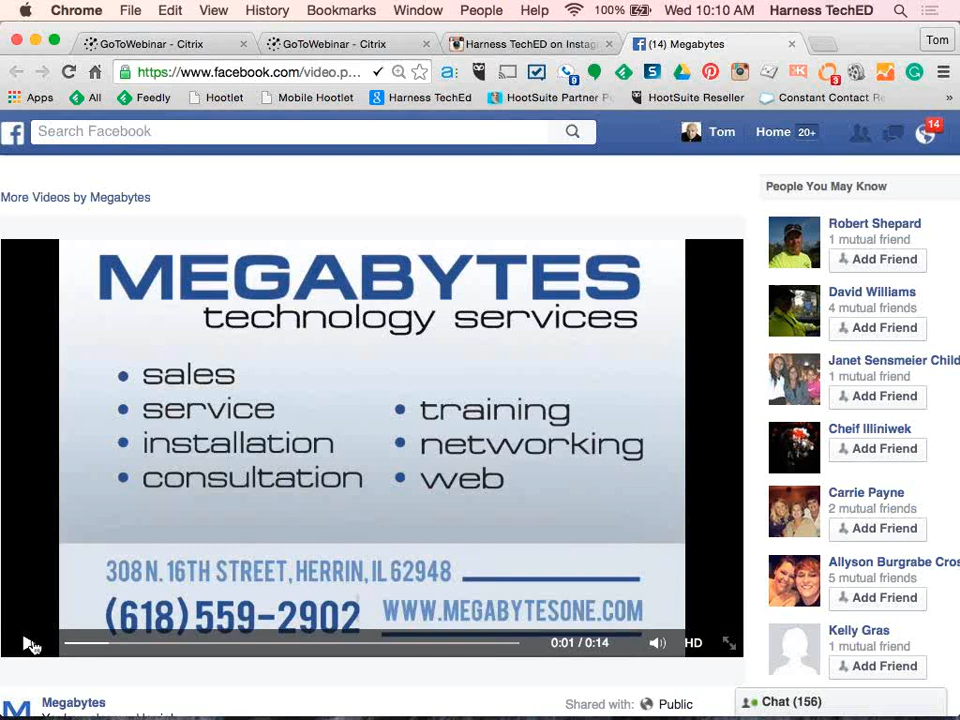 Chrome File Edit View History Bookmarks Window People Help 100% Wed 10:10 AM Harness TechED
GoToWebinar - Citrix GoToWebinar - Citrix Harness TechED on Instag (14) Megabytes Tom
https://www.facebook.com/video.p...
Apps All Feedly Hootlet Mobile Hootlet Harness TechEd HootSuite Partner P HootSuite Reseller Constant Contact Re »
Search Facebook Tom Home 20+ 14
More Videos by Megabytes
People You May Know
Robert Shepard
1 mutual friend
Add Friend
David Williams
4 mutual friends
Add Friend
Janet Sensmeier Child
1 mutual friend
Add Friend
Cheif Illiniwek
Add Friend
Carrie Payne
2 mutual friends
Add Friend
Allyson Burgrabe Cros
5 mutual friends
Add Friend
Kelly Gras
1 mutual friend
Add Friend
MEGABYTES
technology services
• sales
• service
• installation
• consultation
• training
• networking
• web
308 N. 16TH STREET, HERRIN, IL 62948
(618) 559-2902 WWW.MEGABYTESONE.COM
0:01 / 0:14 HD
Megabytes
Shared with: Public
Chat (156)